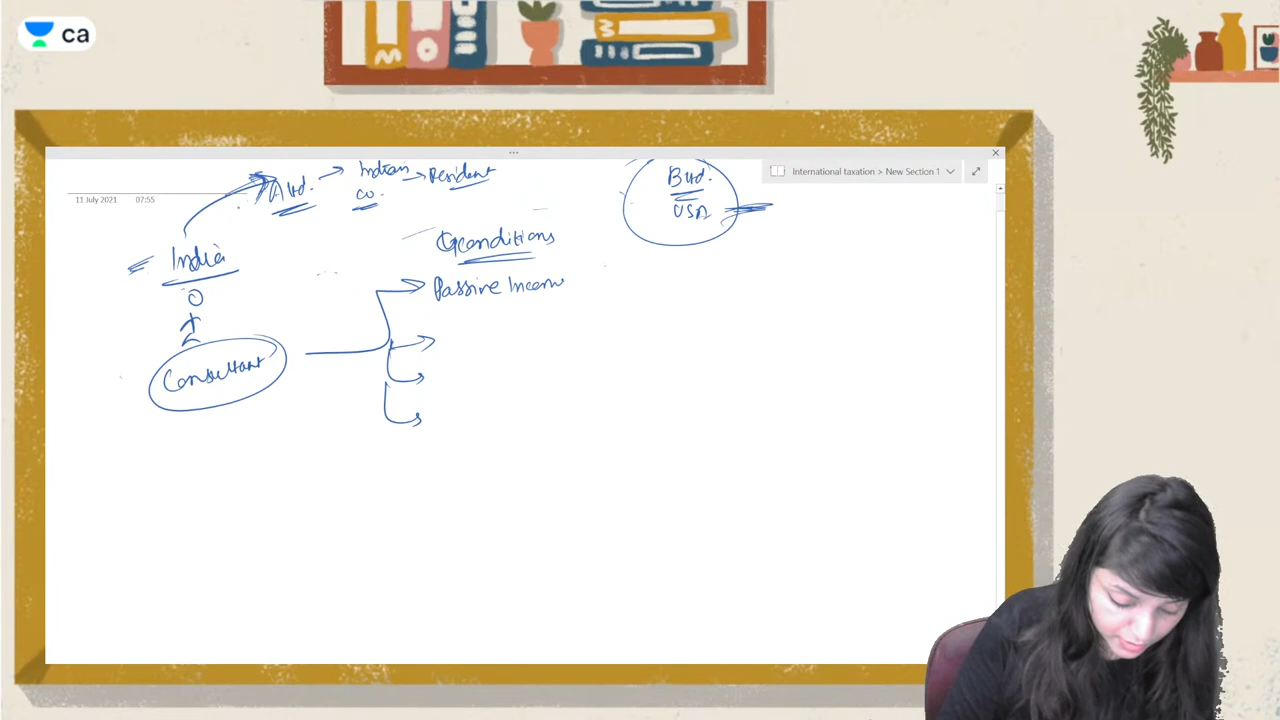 ca
International taxation > New Section 1
11 July 2021 07:55
A Ltd. → Indian Co. → Resident
B Ltd.
USA
India
Conditions
Passive Income
Consultant